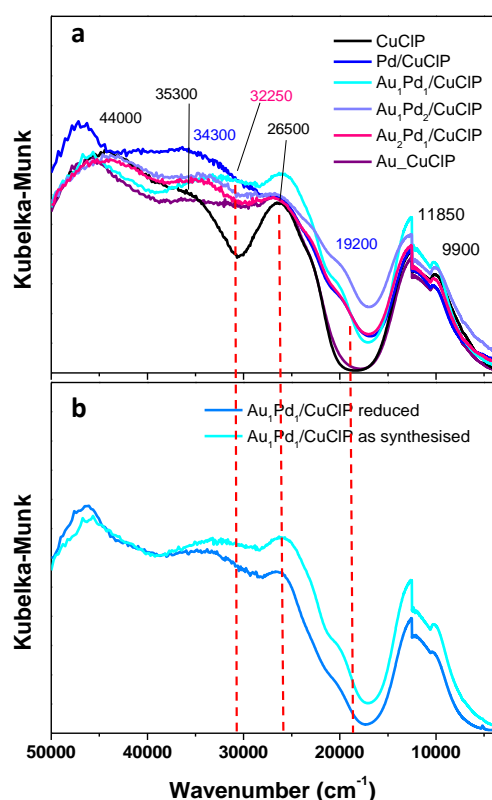 a
CuClP
Pd/CuClP
Au₁Pd₁/CuClP
Au₁Pd₂/CuClP
Au₂Pd₁/CuClP
Au_CuClP
32250
35300
44000
34300
26500
19200
11850
9900
Kubelka-Munk
b
Au₁Pd₁/CuClP reduced
Au₁Pd₁/CuClP as synthesised
Kubelka-Munk
50000 40000 30000 20000 10000
Wavenumber (cm⁻¹)